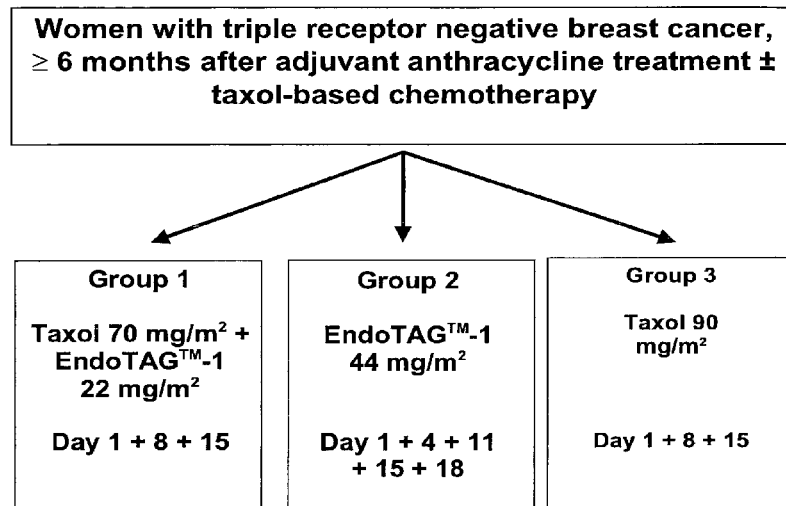 Women with triple receptor negative breast cancer,
≥ 6 months after adjuvant anthracycline treatment ±
taxol-based chemotherapy
Group 1
Taxol 70 mg/m² +
EndoTAG™-1
22 mg/m²
Day 1 + 8 + 15
Group 2
EndoTAG™-1
44 mg/m²
Day 1 + 4 + 11
+ 15 + 18
Group 3
Taxol 90
mg/m²
Day 1 + 8 + 15